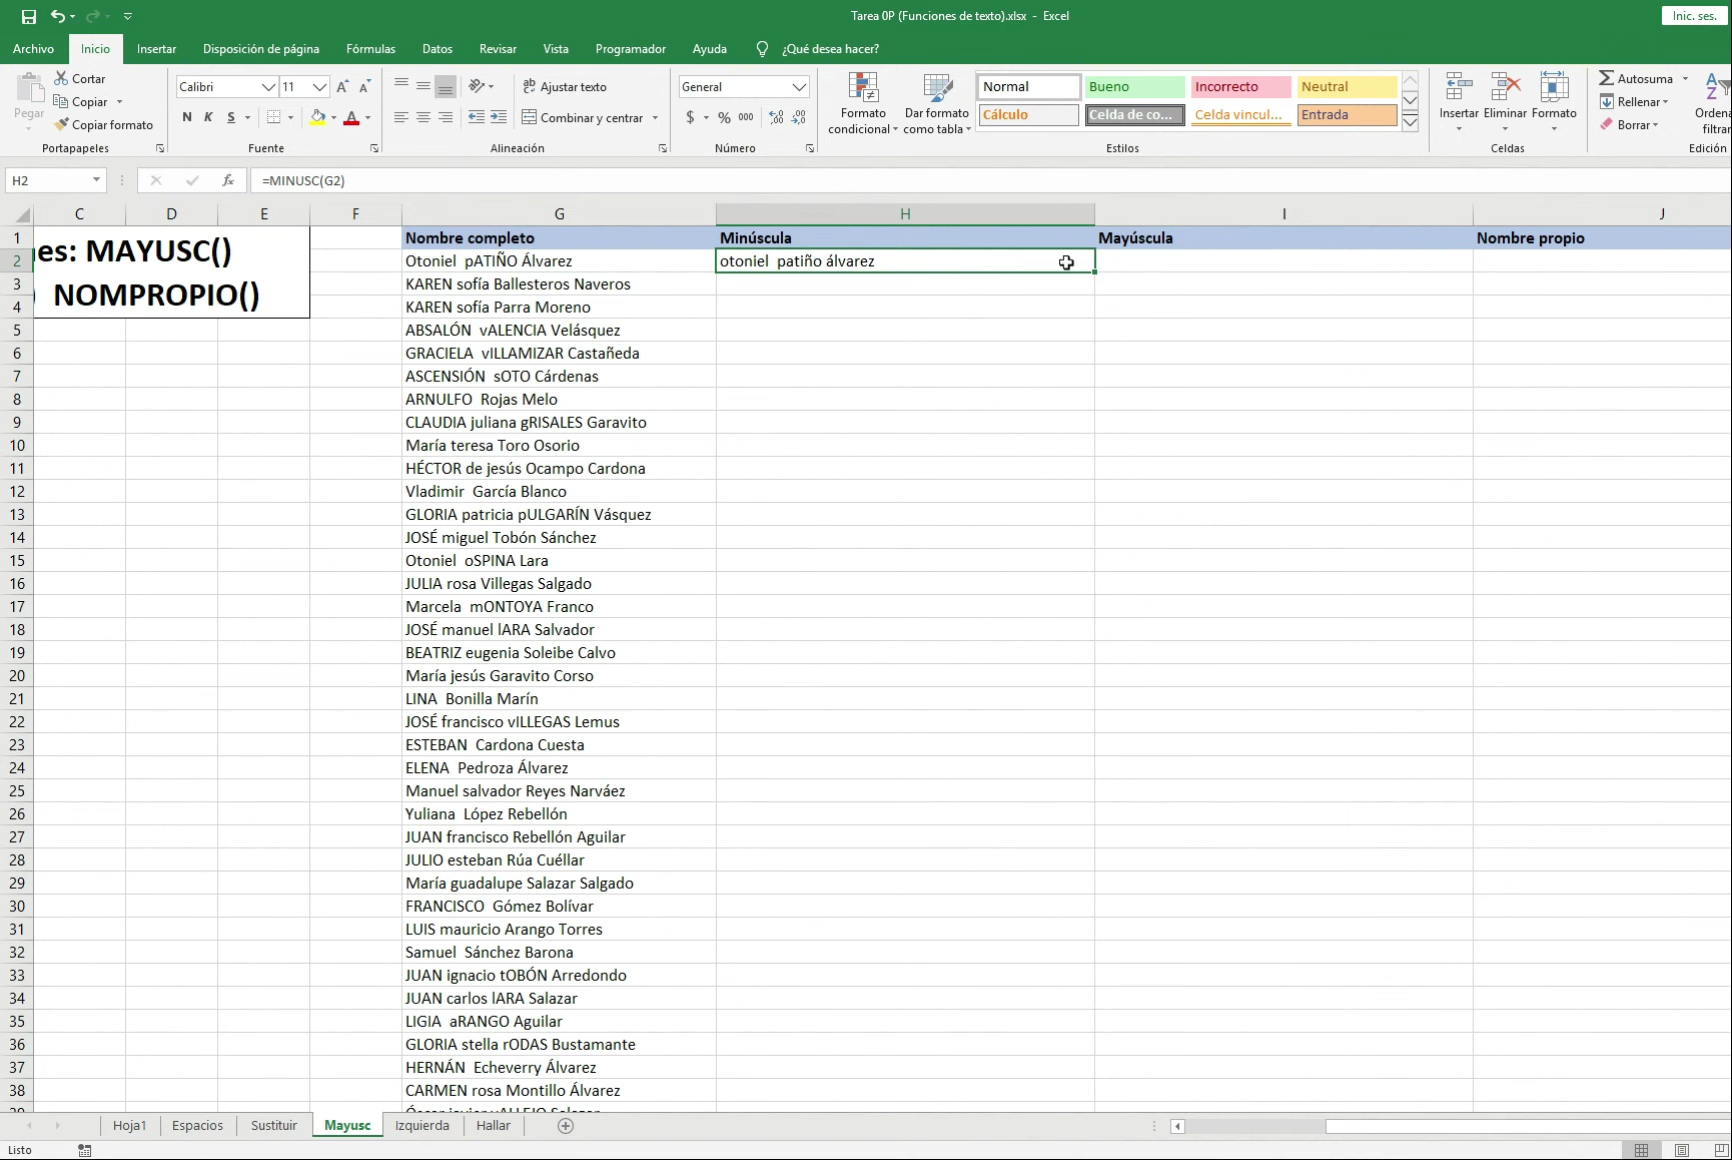 Tarea 0P (Funciones de texto).xlsx - Excel
Inic. ses.
Archivo Inicio Insertar Disposición de página Fórmulas Datos Revisar Vista Programador Ayuda ¿Qué desea hacer?
Pegar
Cortar
Copiar
Copiar formato
Portapapeles
Calibri 11
N K S
Fuente
Ajustar texto
Combinar y centrar
Alineación
General
$ % 000
Número
Formato condicional
Dar formato como tabla
Normal Bueno Incorrecto Neutral
Cálculo Celda de co... Celda vincul... Entrada
Estilos
Insertar Eliminar Formato
Celdas
Autosuma
Rellenar
Borrar
Ordena
filtrar
Edición
H2 fx =MINUSC(G2)
C D E F G H I J
es: MAYUSC()
) NOMPROPIO()
1 Nombre completo Minúscula Mayúscula Nombre propio
2 Otoniel  pATIÑO Álvarez otoniel  patiño álvarez
3 KAREN sofía Ballesteros Naveros
4 KAREN sofía Parra Moreno
5 ABSALÓN  vALENCIA Velásquez
6 GRACIELA  vILLAMIZAR Castañeda
7 ASCENSIÓN  sOTO Cárdenas
8 ARNULFO  Rojas Melo
9 CLAUDIA juliana gRISALES Garavito
10 María teresa Toro Osorio
11 HÉCTOR de jesús Ocampo Cardona
12 Vladimir  García Blanco
13 GLORIA patricia pULGARÍN Vásquez
14 JOSÉ miguel Tobón Sánchez
15 Otoniel  oSPINA Lara
16 JULIA rosa Villegas Salgado
17 Marcela  mONTOYA Franco
18 JOSÉ manuel lARA Salvador
19 BEATRIZ eugenia Soleibe Calvo
20 María jesús Garavito Corso
21 LINA  Bonilla Marín
22 JOSÉ francisco vILLEGAS Lemus
23 ESTEBAN  Cardona Cuesta
24 ELENA  Pedroza Álvarez
25 Manuel salvador Reyes Narváez
26 Yuliana  López Rebellón
27 JUAN francisco Rebellón Aguilar
28 JULIO esteban Rúa Cuéllar
29 María guadalupe Salazar Salgado
30 FRANCISCO  Gómez Bolívar
31 LUIS mauricio Arango Torres
32 Samuel  Sánchez Barona
33 JUAN ignacio tOBÓN Arredondo
34 JUAN carlos lARA Salazar
35 LIGIA  aRANGO Aguilar
36 GLORIA stella rODAS Bustamante
37 HERNÁN  Echeverry Álvarez
38 CARMEN rosa Montillo Álvarez
Hoja1 Espacios Sustituir Mayusc Izquierda Hallar
Listo